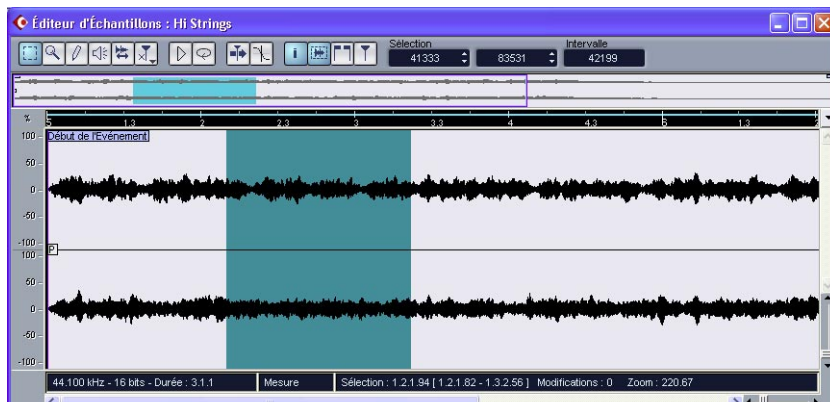 Éditeur d'Échantillons : Hi Strings
Sélection Intervalle
41333 83531 42199
% 5 1.3 2 2.3 3 3.3 4 4.3 6 1.3 2
100 Début de l'Evénement
50
0
-50
-100
P
100
50
0
-50
-100
44.100 kHz - 16 bits - Durée : 3.1.1 Mesure Sélection : 1.2.1.94 [ 1.2.1.82 - 1.3.2.56 ] Modifications : 0 Zoom : 220.67